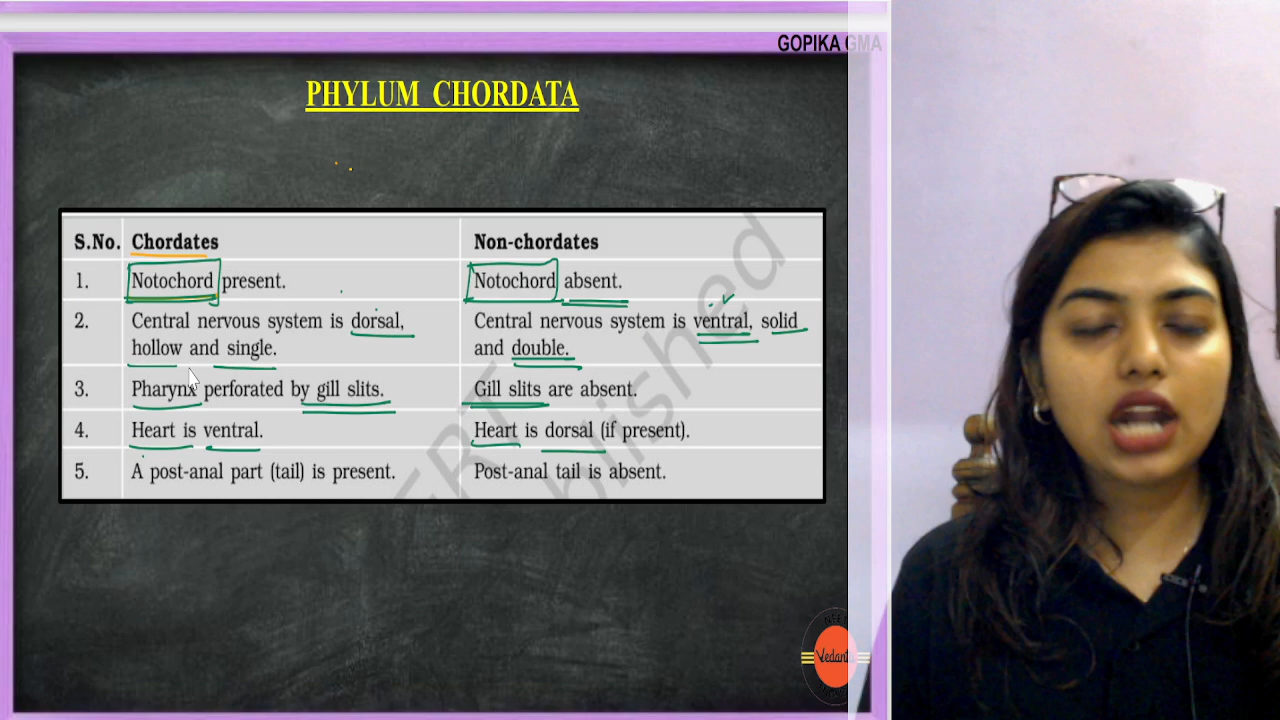 GOPIKA GMA
PHYLUM CHORDATA
S.No. Chordates Non-chordates
1. Notochord present. Notochord absent.
2. Central nervous system is dorsal, hollow and single. Central nervous system is ventral, solid and double.
3. Pharynx perforated by gill slits. Gill slits are absent.
4. Heart is ventral. Heart is dorsal (if present).
5. A post-anal part (tail) is present. Post-anal tail is absent.